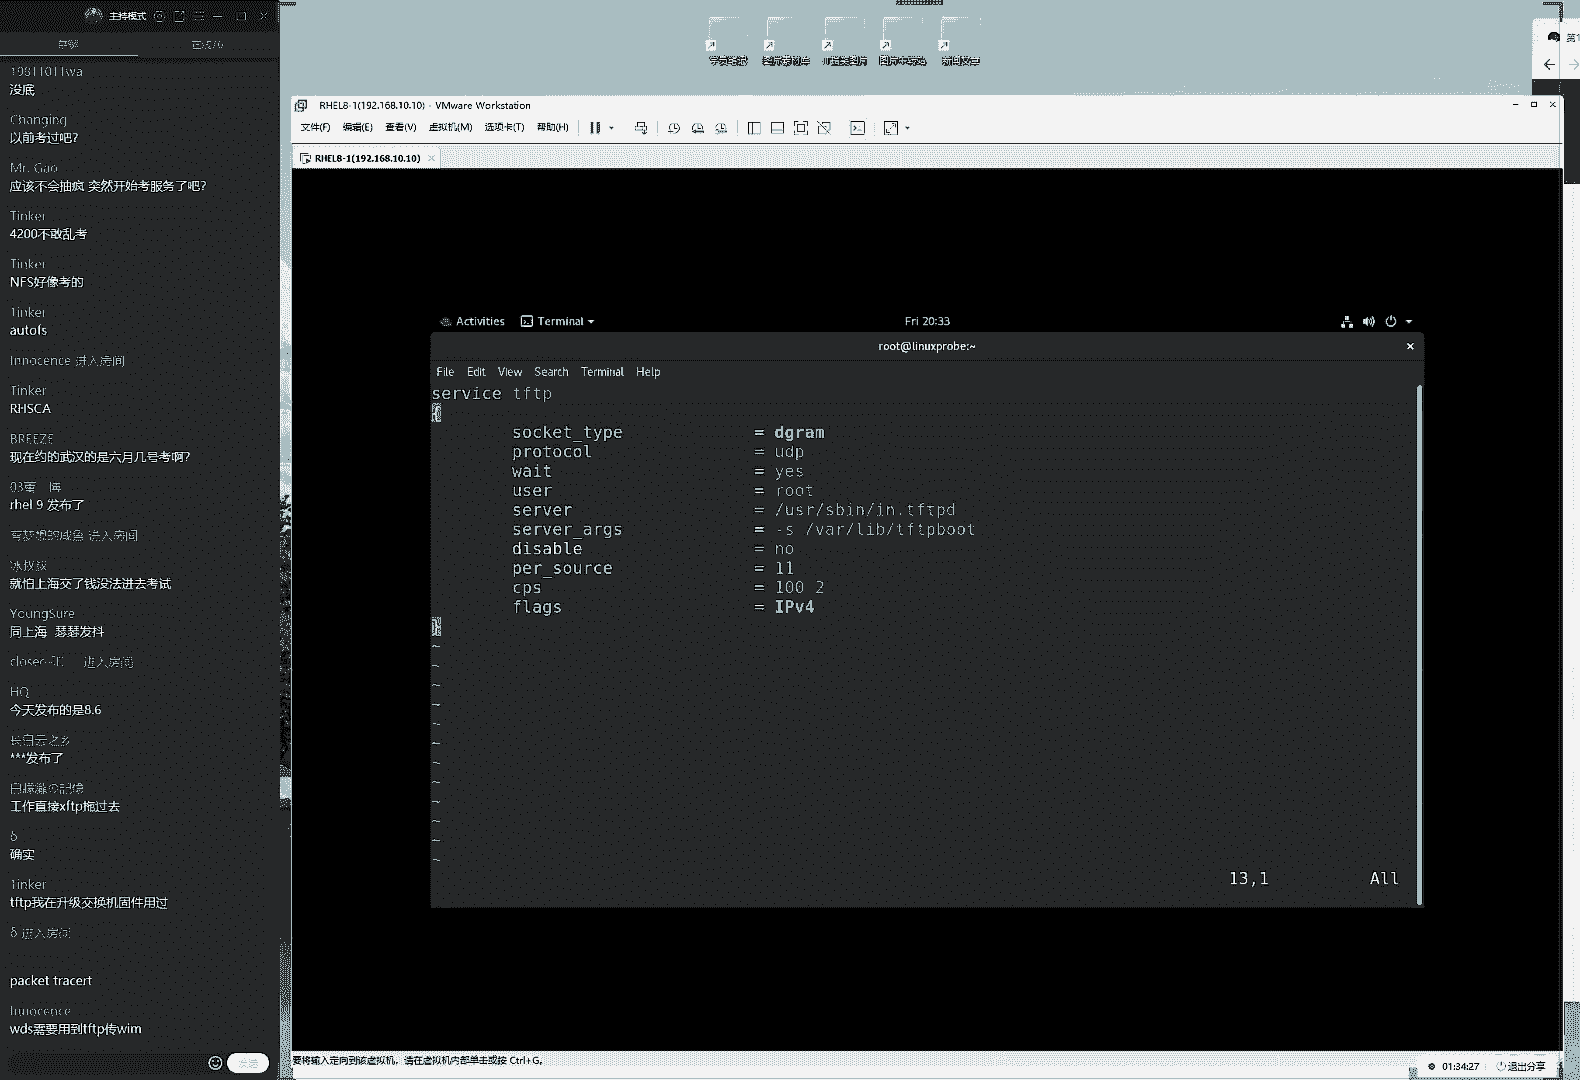 主持模式
19811011wa
没底
Changing
以前考过吧?
Mr. Gao
应该不会抽疯 突然开始考服务了吧?
Tinker
4200不敢乱考
Tinker
NFS好像考的
Tinker
autofs
Innocence 进入房间
Tinker
RHSCA
BREEZE
现在约的武汉的是六月几号考啊?
rhel 9 发布了
就怕上海交了钱没法进去考试
YoungSure
同上海 瑟瑟发抖
进入房间
HQ
今天发布的是8.6
***发布了
工作直接xftp拖过去
δ
确实
Tinker
tftp我在升级交换机固件用过
δ 进入房间
packet tracert
Innocence
wds需要用到tftp传wim
新闻文章
第1
RHEL8-1(192.168.10.10) - VMware Workstation
文件(F) 编辑(E) 查看(V) 虚拟机(M) 选项卡(T) 帮助(H)
RHEL8-1(192.168.10.10)
Activities Terminal Fri 20:33
root@linuxprobe:~
File Edit View Search Terminal Help
service tftp
{
socket_type = dgram
protocol = udp
wait = yes
user = root
server = /usr/sbin/in.tftpd
server_args = -s /var/lib/tftpboot
disable = no
per_source = 11
cps = 100 2
flags = IPv4
}
~
~
~
~
~
~
~
~
~
~
~
~
13,1 All
要将输入定向到该虚拟机，请在虚拟机内部单击或按 Ctrl+G。
01:34:27 退出分享